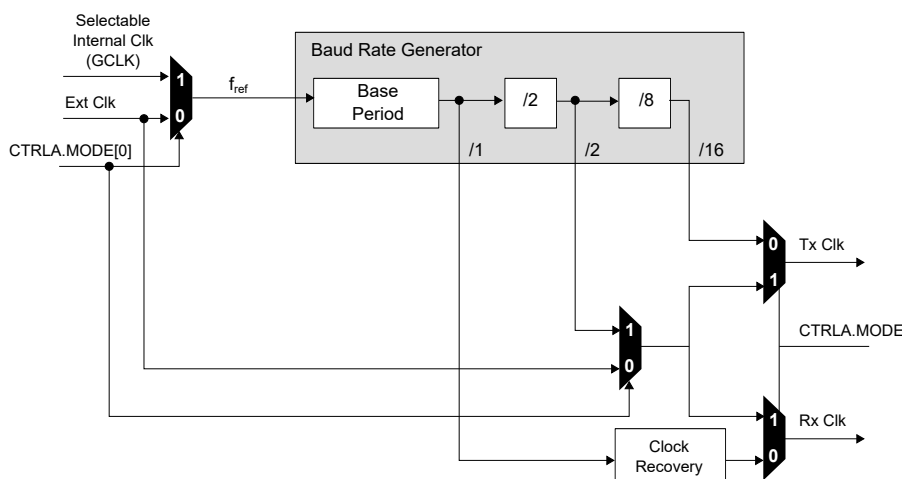 Selectable
Internal Clk
(GCLK)
Ext Clk
CTRLA.MODE[0]
1
0
fref
Baud Rate Generator
Base
Period
/2
/8
/1
/2
/16
0
1
Tx Clk
1
0
CTRLA.MODE
1
0
Rx Clk
Clock
Recovery